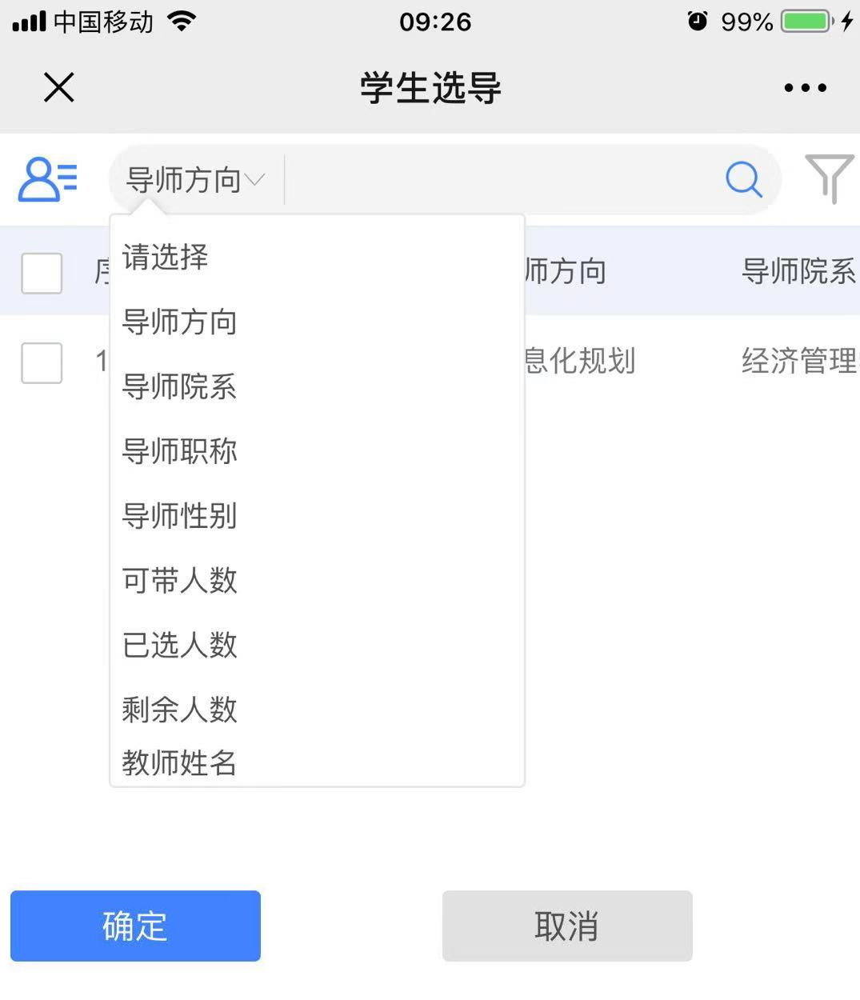 中国移动 09:26 99%
学生选导
导师方向
请选择
师方向 导师院系
导师方向
1 息化规划 经济管理
导师院系
导师职称
导师性别
可带人数
已选人数
剩余人数
教师姓名
确定 取消